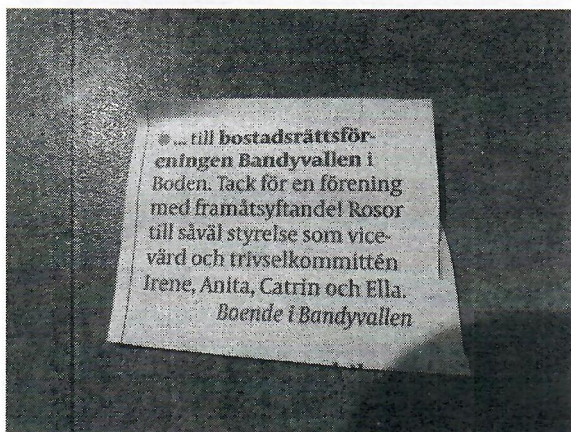 ● ... till bostadsrättsför-
eningen Bandyvallen i
Boden. Tack för en förening
med framåtsyftande! Rosor
till såväl styrelse som vice-
värd och trivselkommittén
Irene, Anita, Catrin och Ella.
Boende i Bandyvallen